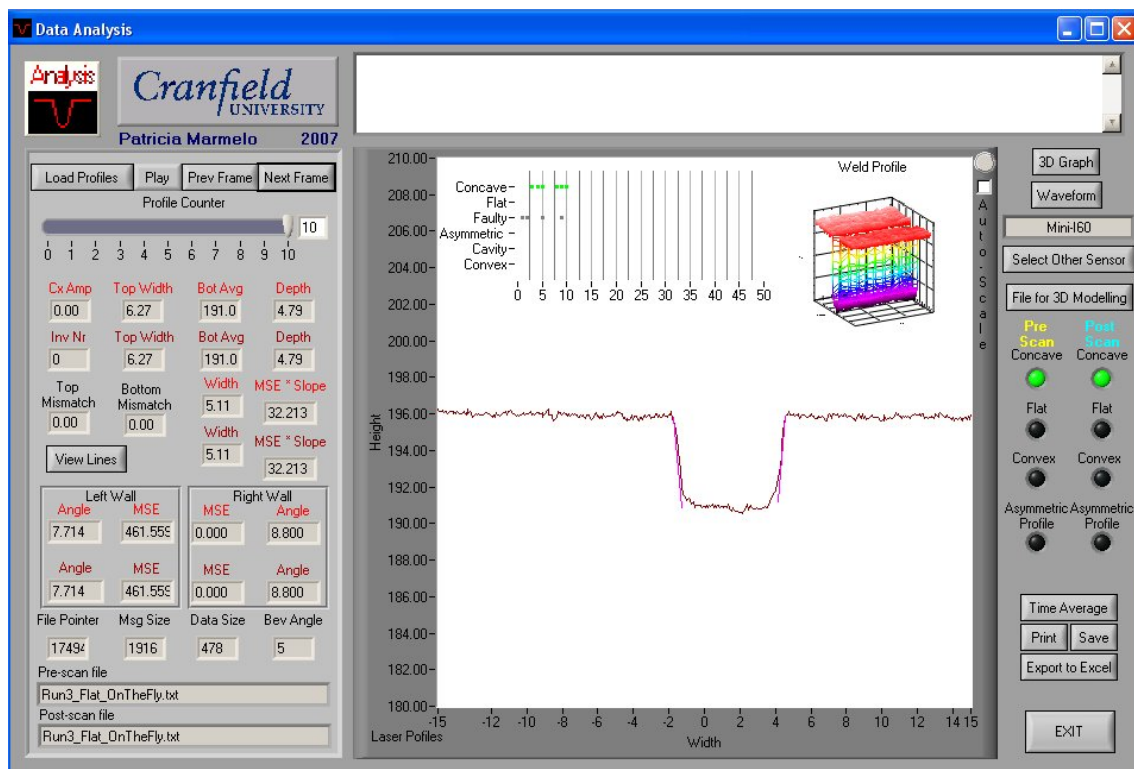 Data Analysis
Analysis
Cranfield
UNIVERSITY
Patricia Marmelo 2007
Load Profiles Play Prev Frame Next Frame
Profile Counter
10
0 1 2 3 4 5 6 7 8 9 10
Cx Amp Top Width Bot Avg Depth
0.00 6.27 191.0 4.79
Inv Nr Top Width Bot Avg Depth
0 6.27 191.0 4.79
Top Mismatch Bottom Mismatch Width MSE * Slope
0.00 0.00 5.11 32.213
Width MSE * Slope
View Lines 5.11 32.213
Left Wall Right Wall
Angle MSE MSE Angle
7.714 461.559 0.000 8.800
Angle MSE MSE Angle
7.714 461.559 0.000 8.800
File Pointer Msg Size Data Size Bev Angle
1749 1916 478 5
Pre-scan file
Run3_Flat_OnTheFly.txt
Post-scan file
Run3_Flat_OnTheFly.txt
210.00
208.00
206.00
204.00
202.00
200.00
198.00
196.00
194.00
192.00
190.00
188.00
186.00
184.00
182.00
180.00
Height
Concave
Flat
Faulty
Asymmetric
Cavity
Convex
0 5 10 15 20 25 30 35 40 45 50
Weld Profile
Auto-Scale
-15 -12 -10 -8 -6 -4 -2 0 2 4 6 8 10 12 14 15
Laser Pofiles
Width
3D Graph
Waveform
Mini-I60
Select Other Sensor
File for 3D Modelling
Pre Scan Post Scan
Concave Concave
Flat Flat
Convex Convex
Asymmetric Profile Asymmetric Profile
Time Average
Print Save
Export to Excel
EXIT